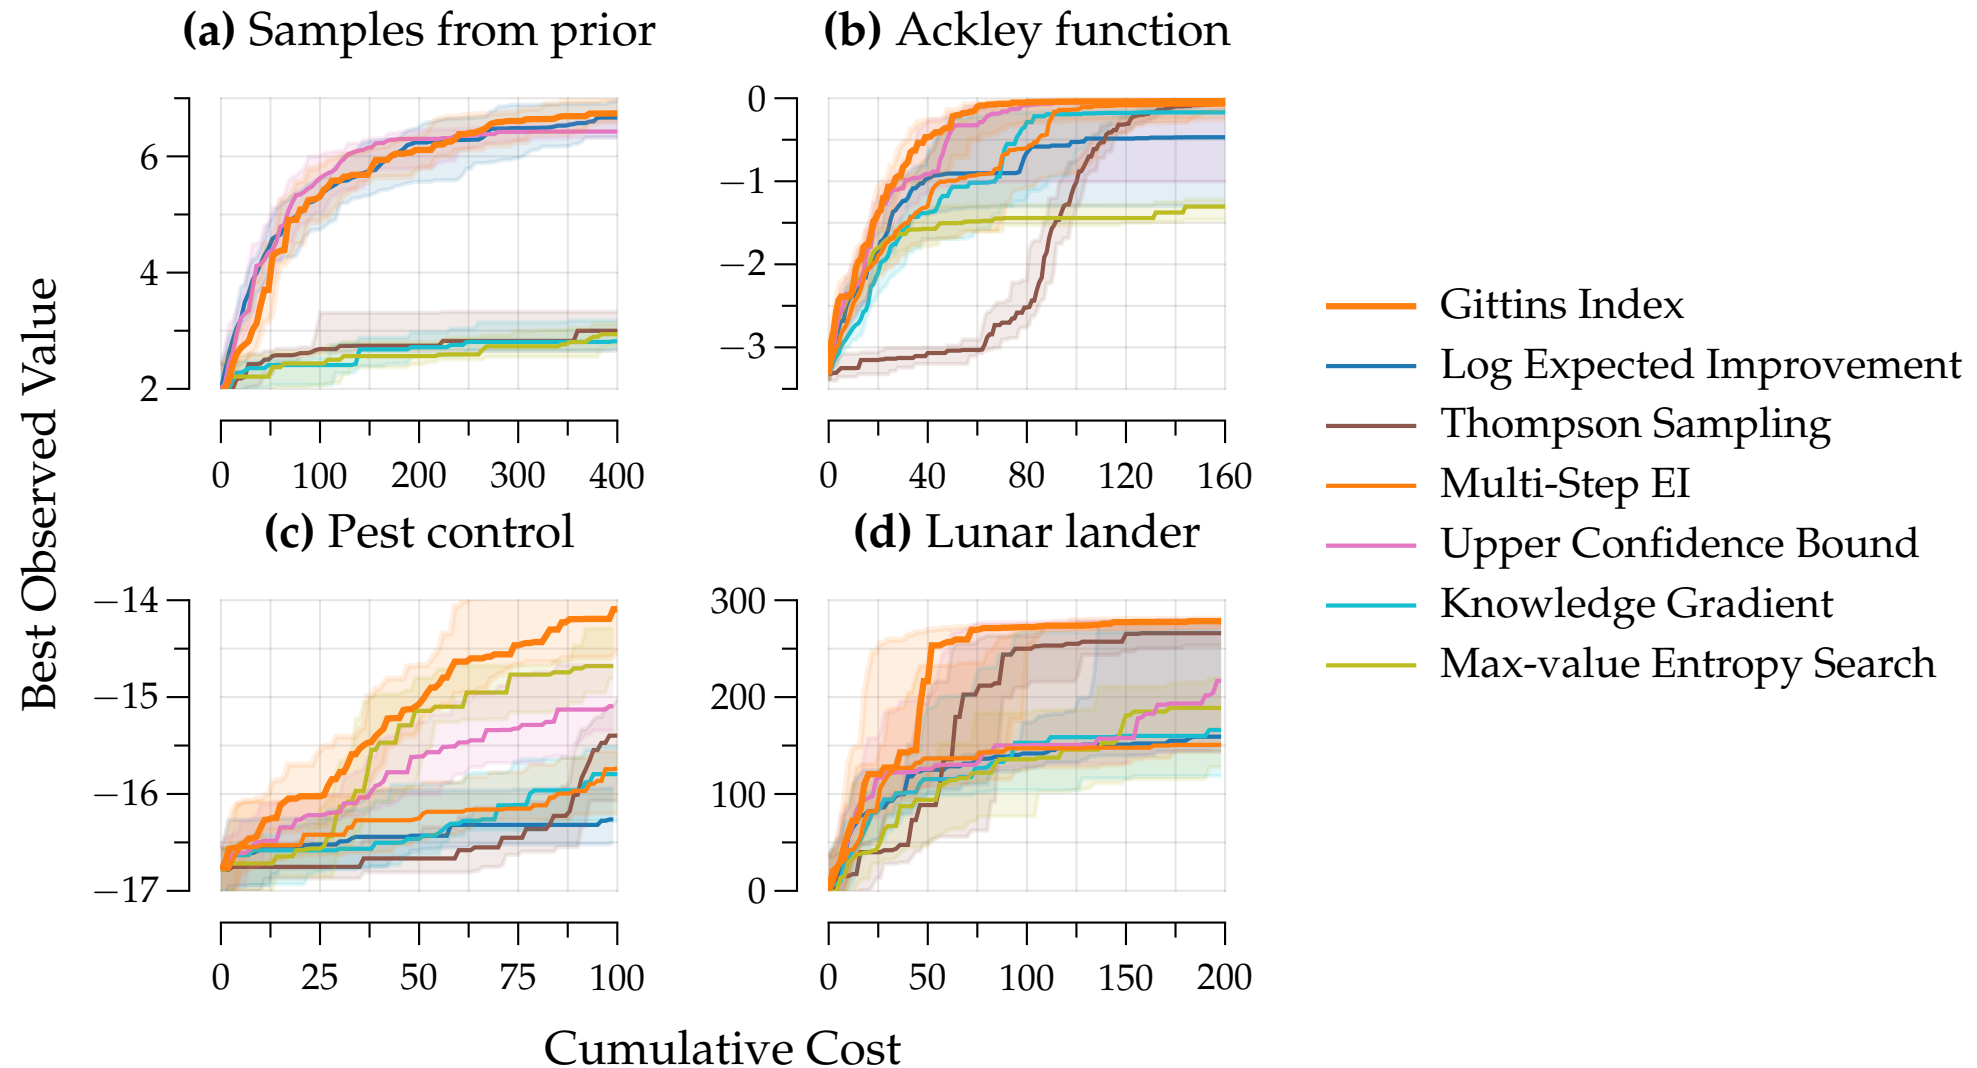 (a) Samples from prior
(b) Ackley function
6
4
2
0 100 200 300 400
0
−1
−2
−3
0 40 80 120 160
(c) Pest control
(d) Lunar lander
−14
−15
−16
−17
0 25 50 75 100
300
200
100
0
0 50 100 150 200
Best Observed Value
Cumulative Cost
Gittins Index
Log Expected Improvement
Thompson Sampling
Multi-Step EI
Upper Confidence Bound
Knowledge Gradient
Max-value Entropy Search